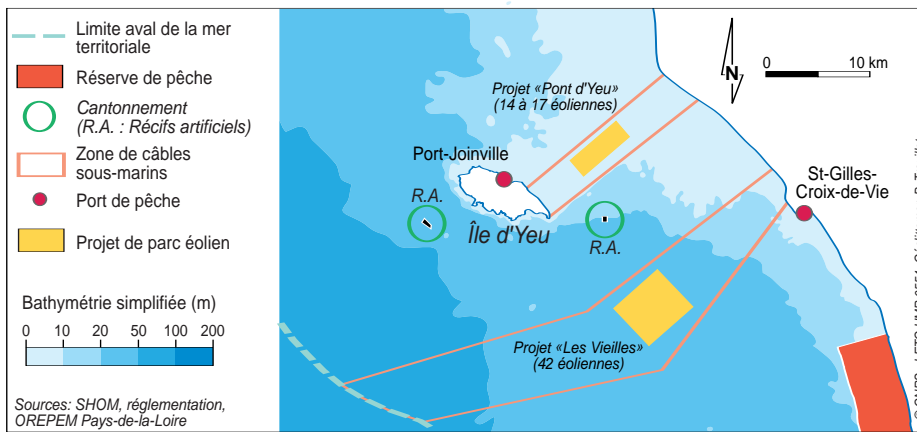 Limite aval de la mer
territoriale
Réserve de pêche
Cantonnement
(R.A. : Récifs artificiels)
Zone de câbles
sous-marins
Port de pêche
Projet de parc éolien
Bathymétrie simplifiée (m)
0 10 20 50 100 200
Sources: SHOM, réglementation,
OREPEM Pays-de-la-Loire
Projet «Pont d'Yeu»
(14 à 17 éoliennes)
N
0 10 km
Port-Joinville
St-Gilles-
Croix-de-Vie
R.A.
Île d'Yeu
R.A.
Projet «Les Vieilles»
(42 éoliennes)